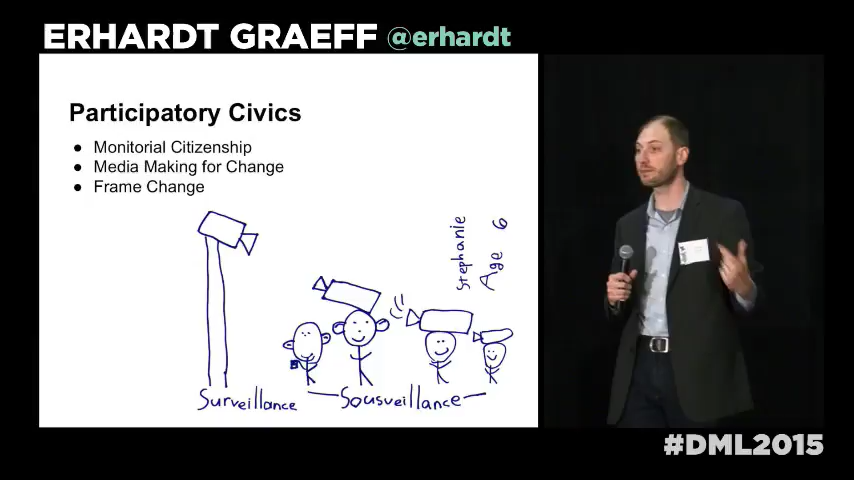 ERHARDT GRAEFF @erhardt
Participatory Civics
● Monitorial Citizenship
● Media Making for Change
● Frame Change
Stephanie
Age 6
Surveillance
Sousveillance
#DML2015